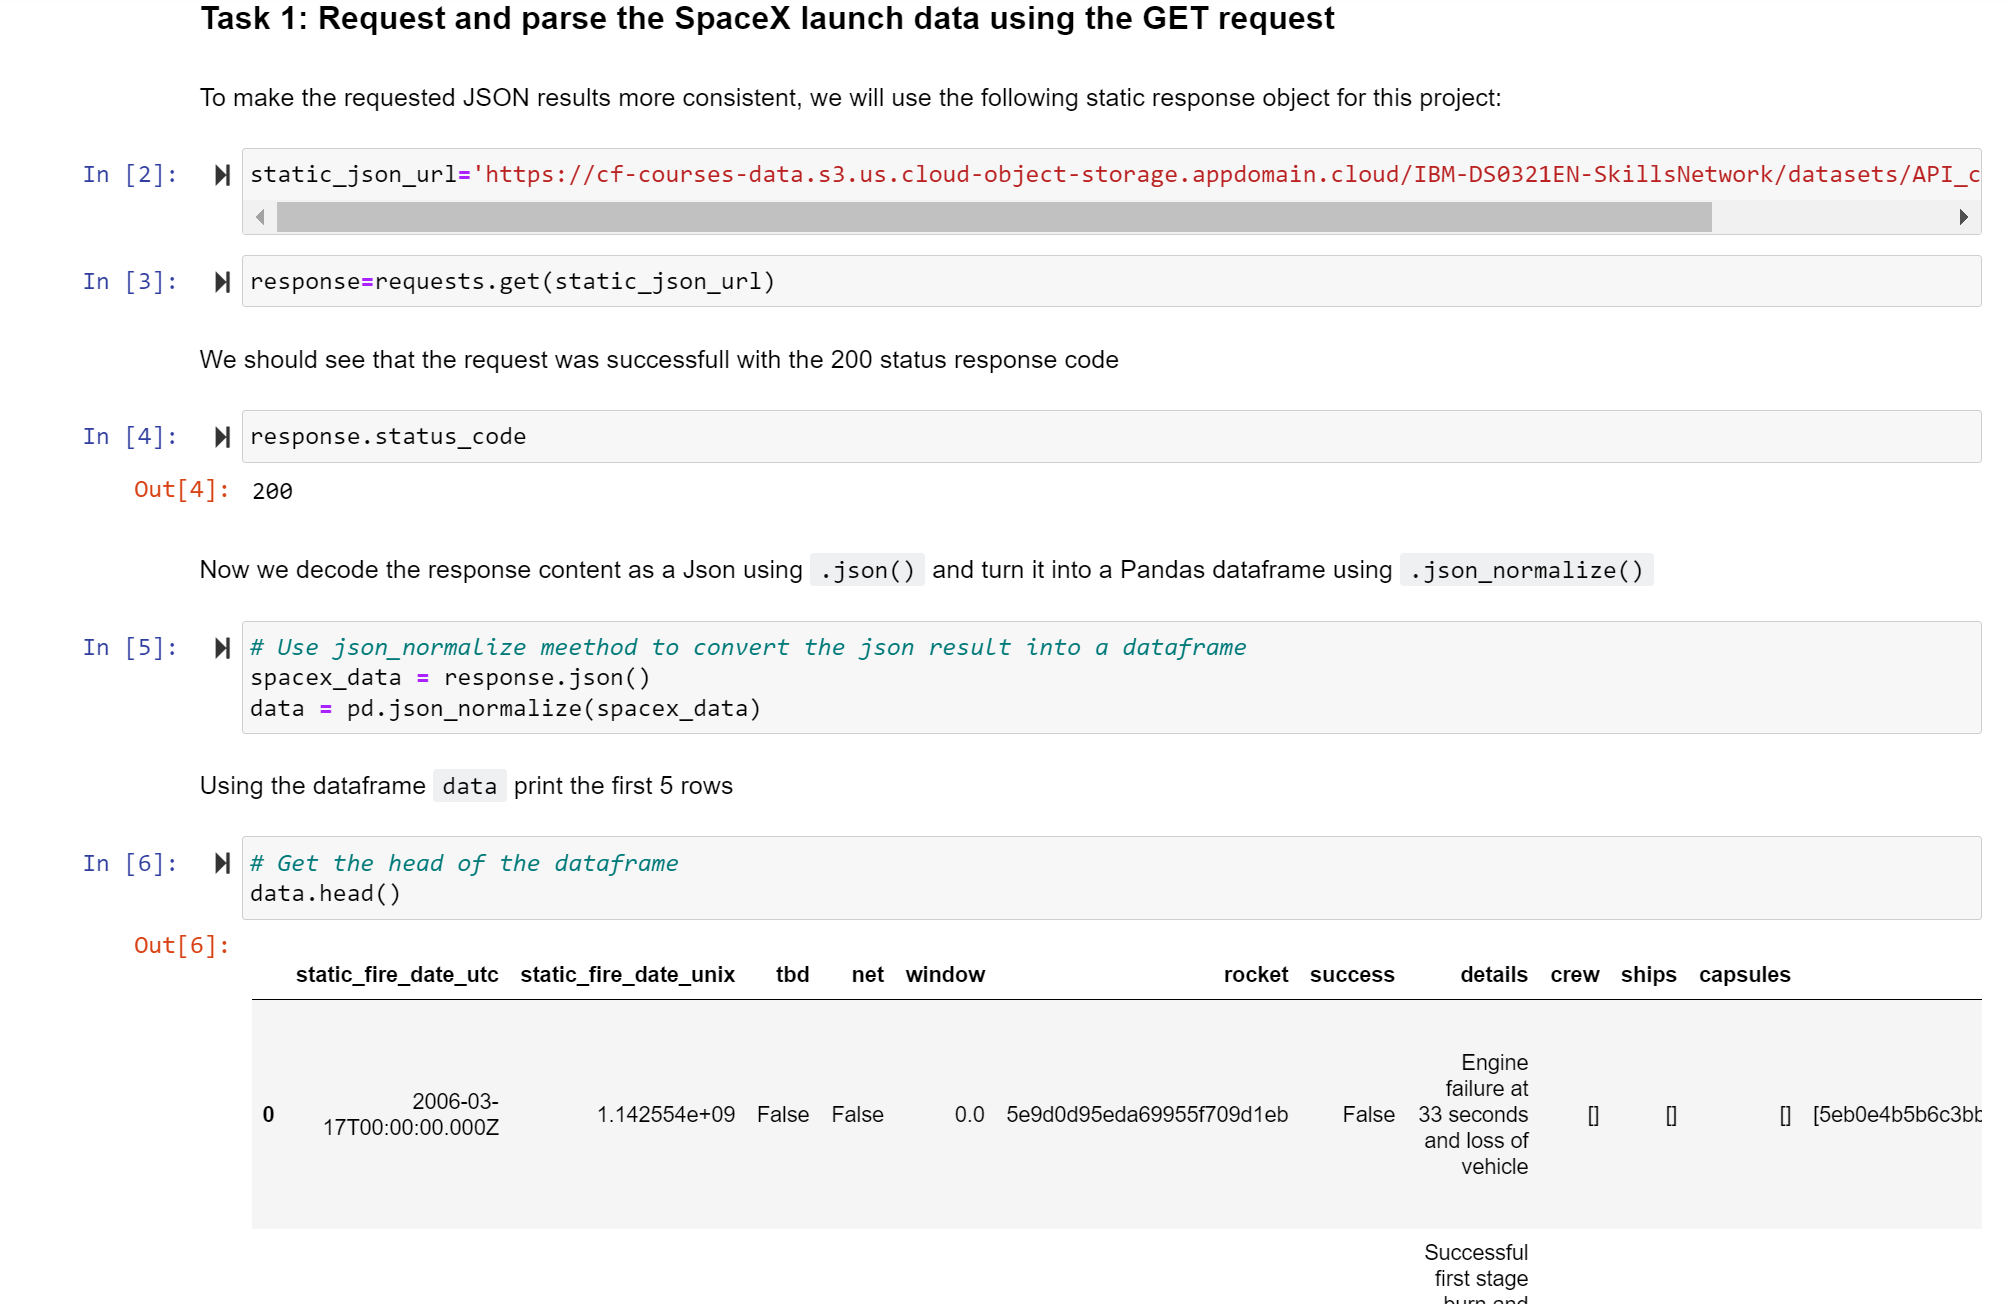 Task 1: Request and parse the SpaceX launch data using the GET request
To make the requested JSON results more consistent, we will use the following static response object for this project:
In [2]: static_json_url='https://cf-courses-data.s3.us.cloud-object-storage.appdomain.cloud/IBM-DS0321EN-SkillsNetwork/datasets/API_c
In [3]: response=requests.get(static_json_url)
We should see that the request was successfull with the 200 status response code
In [4]: response.status_code
Out[4]: 200
Now we decode the response content as a Json using .json() and turn it into a Pandas dataframe using .json_normalize()
In [5]: # Use json_normalize meethod to convert the json result into a dataframe
spacex_data = response.json()
data = pd.json_normalize(spacex_data)
Using the dataframe data print the first 5 rows
In [6]: # Get the head of the dataframe
data.head()
Out[6]:
static_fire_date_utc static_fire_date_unix tbd net window rocket success details crew ships capsules
0 2006-03-17T00:00:00.000Z 1.142554e+09 False False 0.0 5e9d0d95eda69955f709d1eb False Engine failure at 33 seconds and loss of vehicle [] [] [] [5eb0e4b5b6c3bb
Successful
first stage
burn and